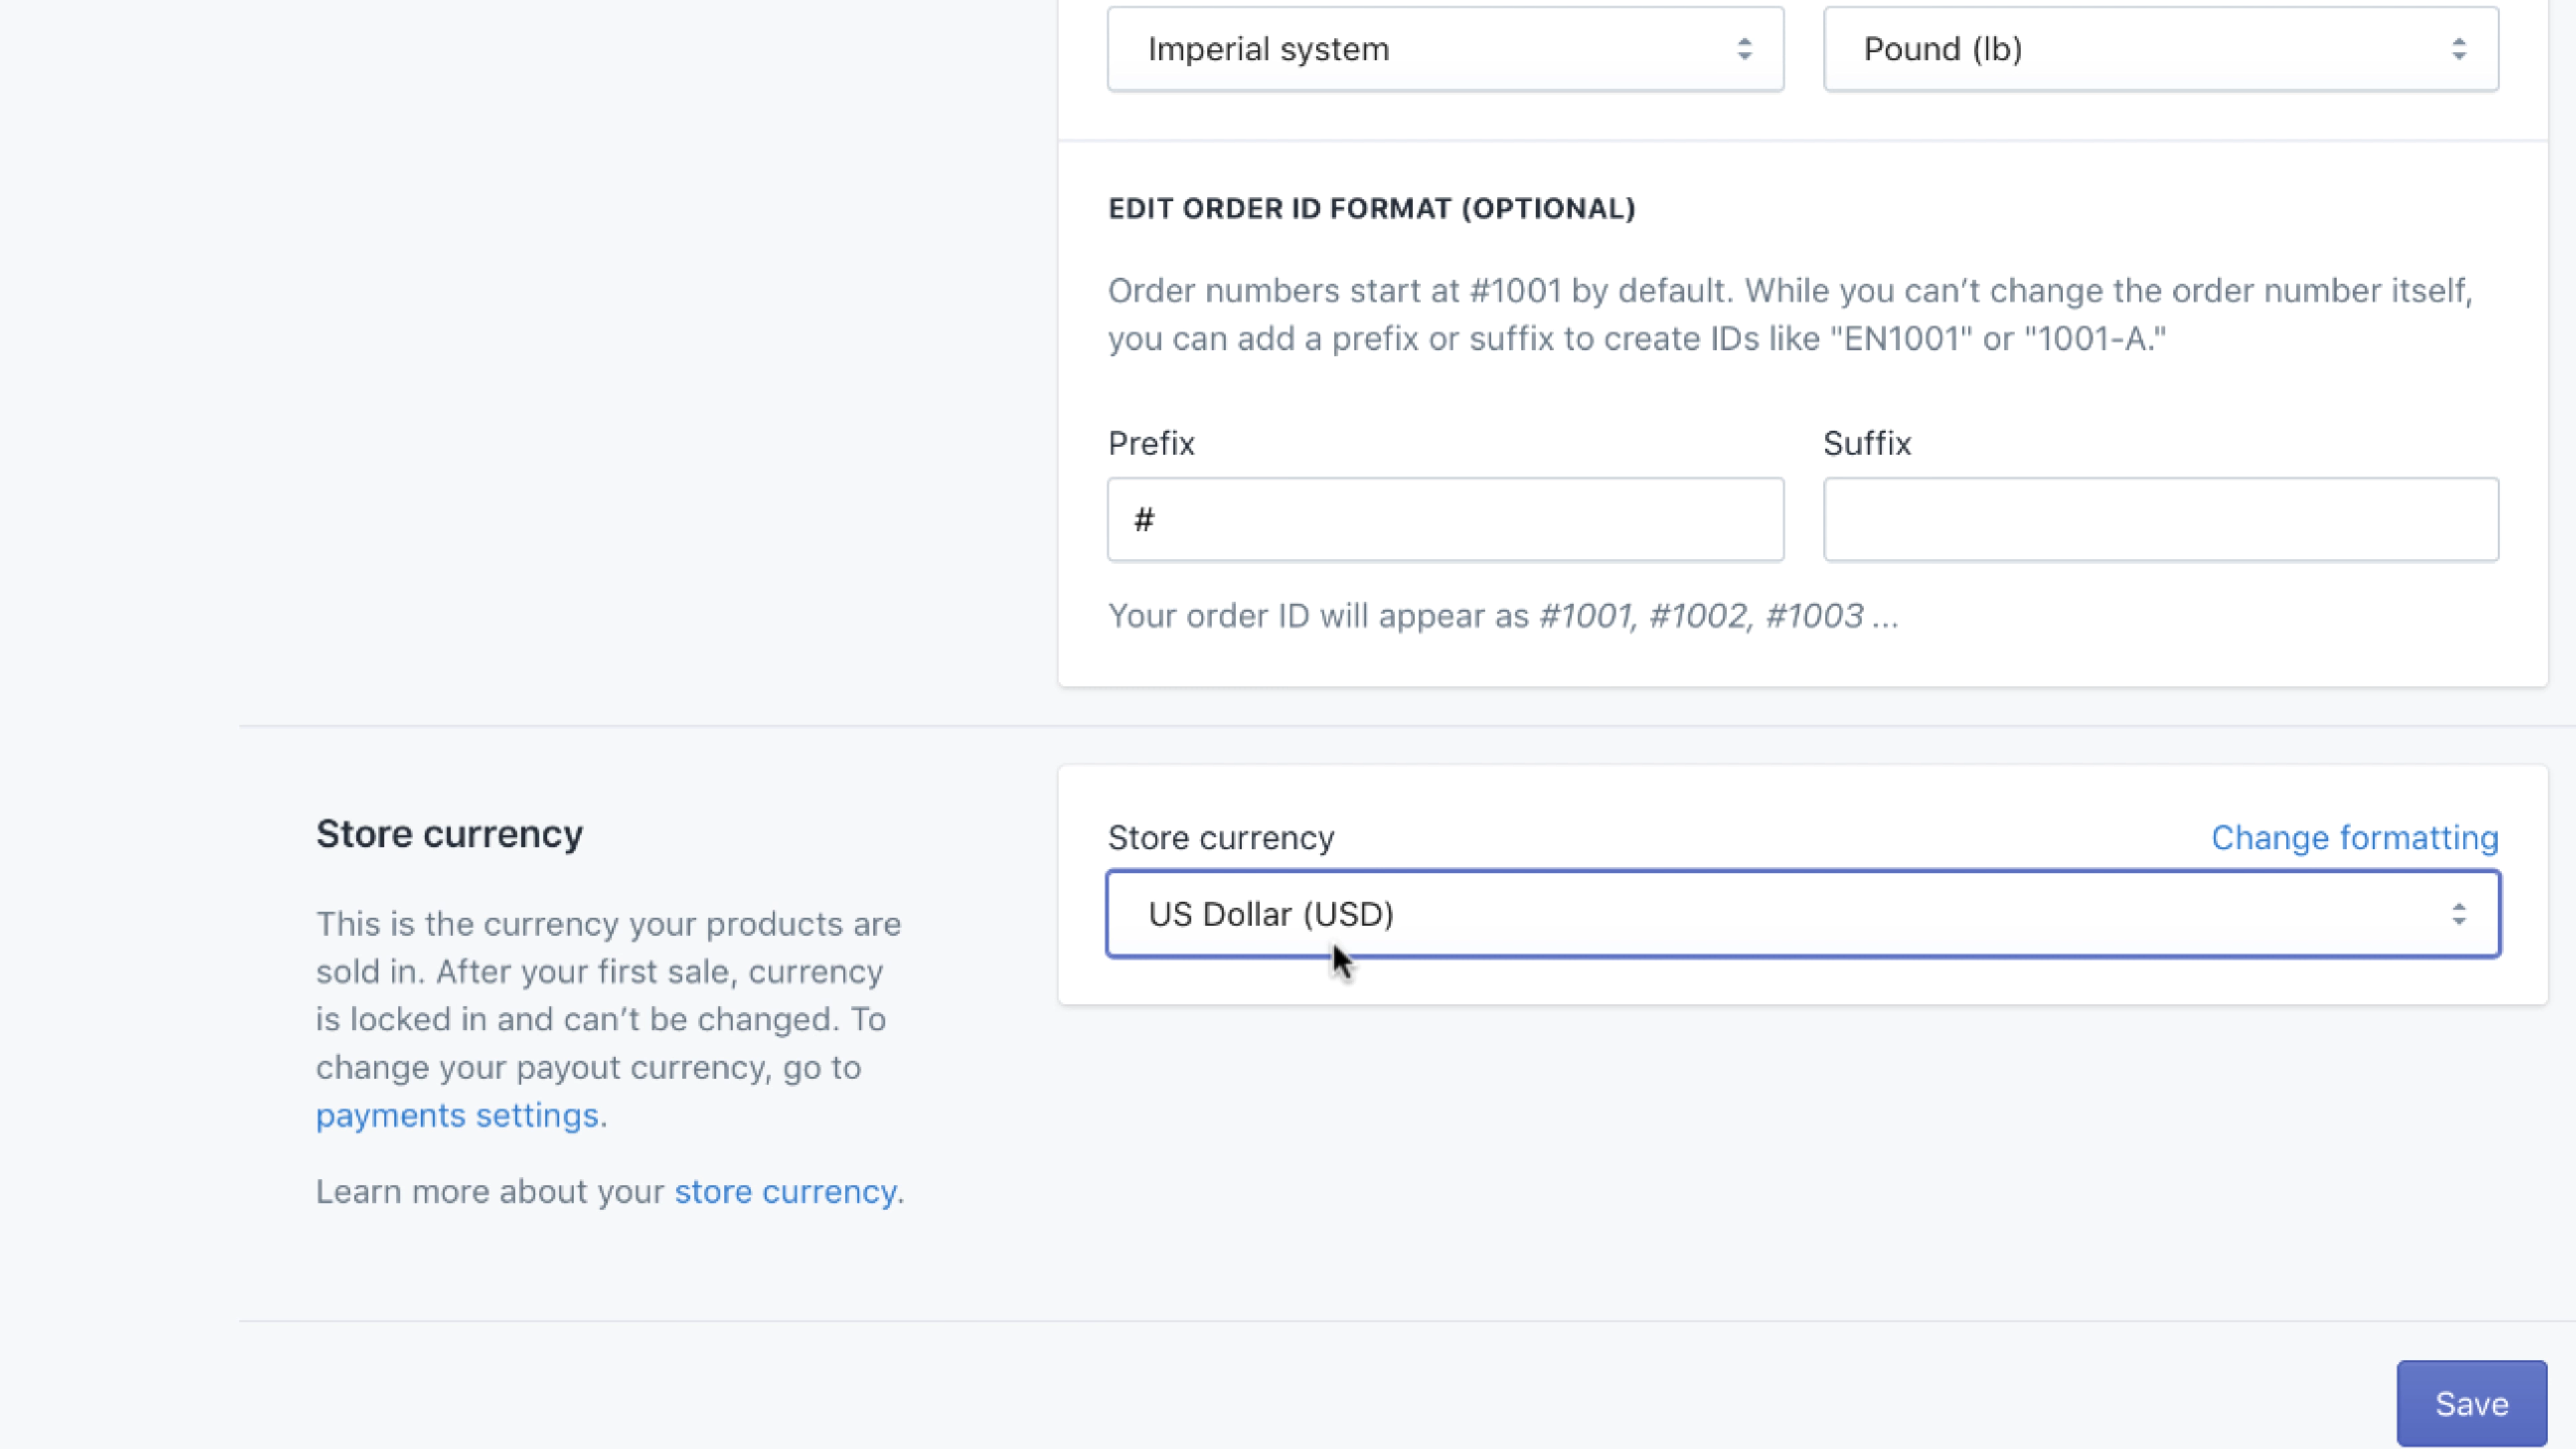 Imperial system
Pound (lb)
EDIT ORDER ID FORMAT (OPTIONAL)
Order numbers start at #1001 by default. While you can’t change the order number itself,
you can add a prefix or suffix to create IDs like "EN1001" or "1001-A."
Prefix
Suffix
#
Your order ID will appear as #1001, #1002, #1003 ...
Store currency
This is the currency your products are
sold in. After your first sale, currency
is locked in and can’t be changed. To
change your payout currency, go to
payments settings.
Learn more about your store currency.
Store currency
Change formatting
US Dollar (USD)
Save